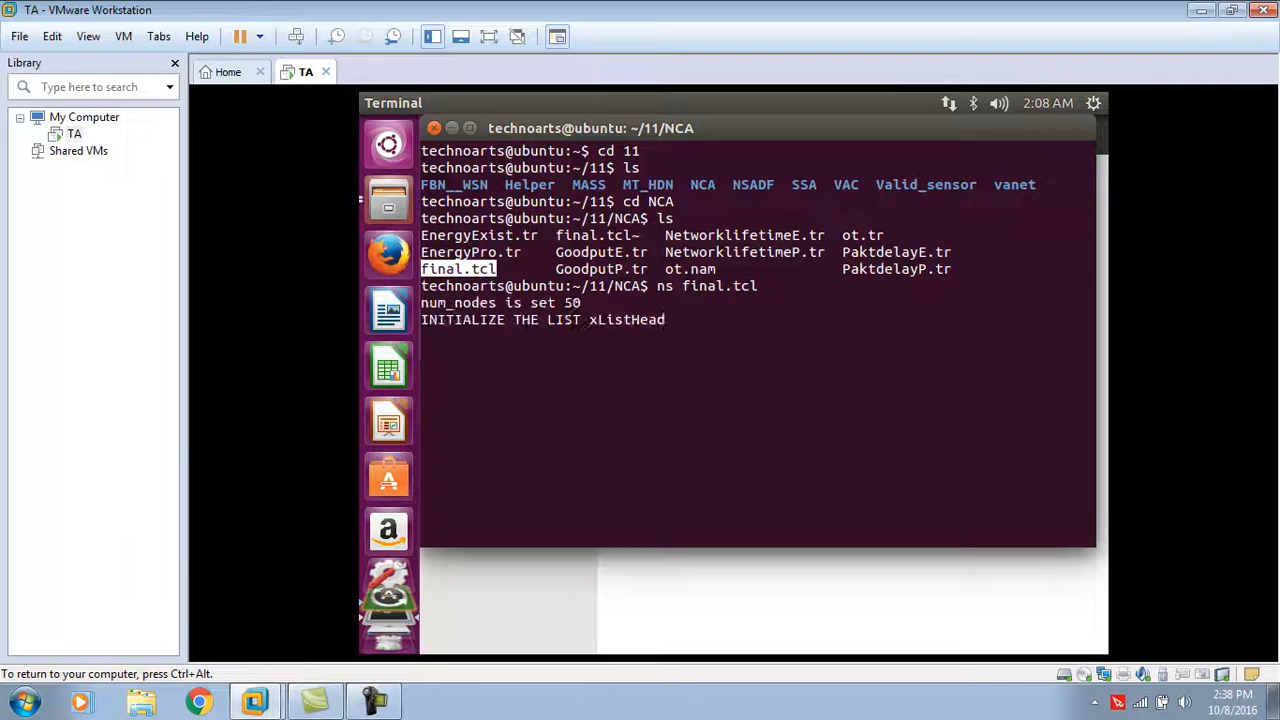 TA - VMware Workstation
File Edit View VM Tabs Help
Library
Type here to search
My Computer
TA
Shared VMs
Home
TA
Terminal
2:08 AM
technoarts@ubuntu: ~/11/NCA
technoarts@ubuntu:~$ cd 11
technoarts@ubuntu:~/11$ ls
FBN__WSN Helper MASS MT_HDN NCA NSADF SSA VAC Valid_sensor vanet
technoarts@ubuntu:~/11$ cd NCA
technoarts@ubuntu:~/11/NCA$ ls
EnergyExist.tr final.tcl~ NetworklifetimeE.tr ot.tr
EnergyPro.tr GoodputE.tr NetworklifetimeP.tr PaktdelayE.tr
final.tcl GoodputP.tr ot.nam PaktdelayP.tr
technoarts@ubuntu:~/11/NCA$ ns final.tcl
num_nodes is set 50
INITIALIZE THE LIST xListHead
To return to your computer, press Ctrl+Alt.
2:38 PM
10/8/2016